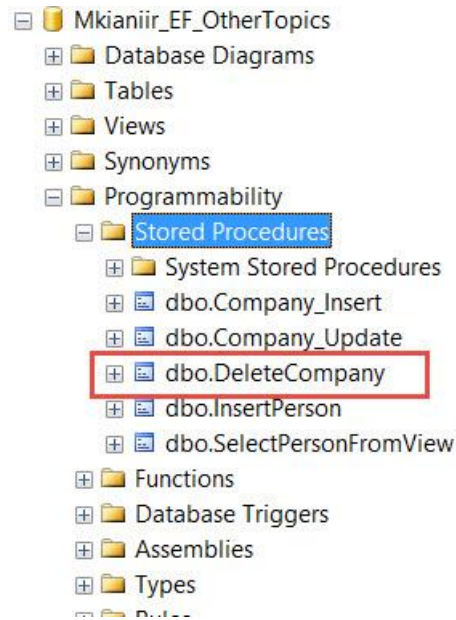 Mkianiir_EF_OtherTopics
Database Diagrams
Tables
Views
Synonyms
Programmability
Stored Procedures
System Stored Procedures
dbo.Company_Insert
dbo.Company_Update
dbo.DeleteCompany
dbo.InsertPerson
dbo.SelectPersonFromView
Functions
Database Triggers
Assemblies
Types